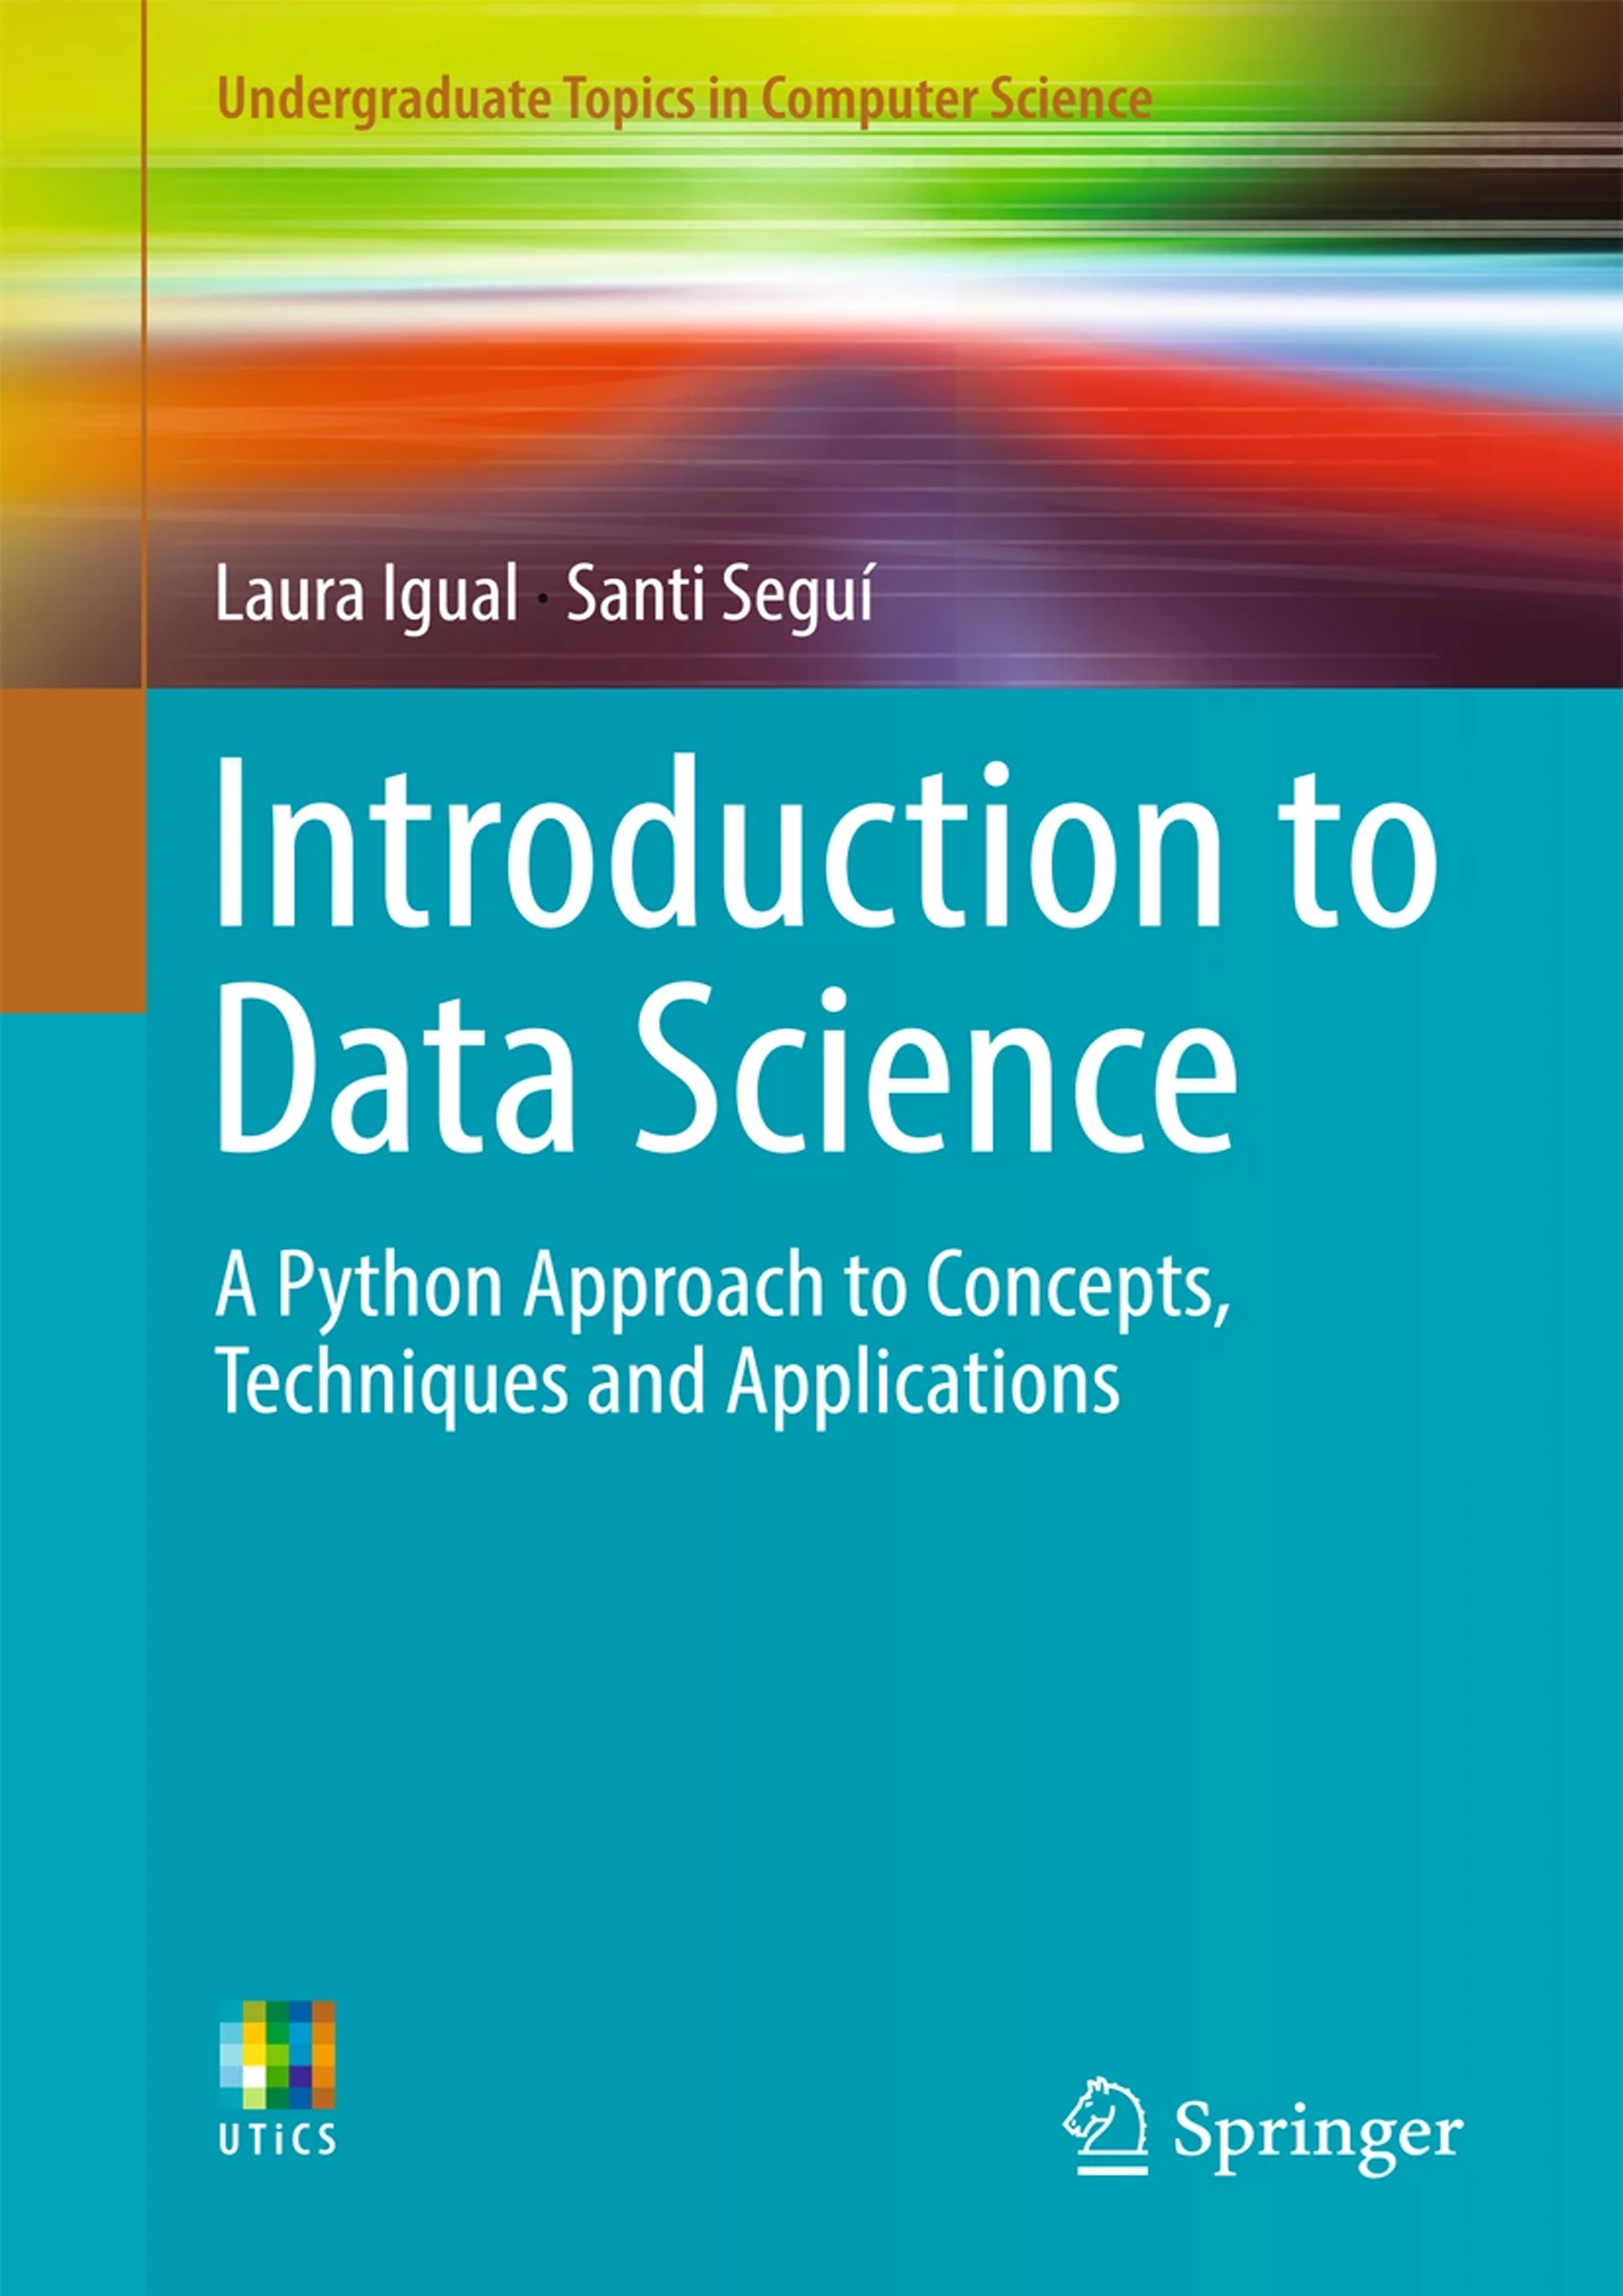 Undergraduate Topics in Computer Science
Laura Igual · Santi Seguí
Introduction to
Data Science
A Python Approach to Concepts,
Techniques and Applications
UTiCS
Springer